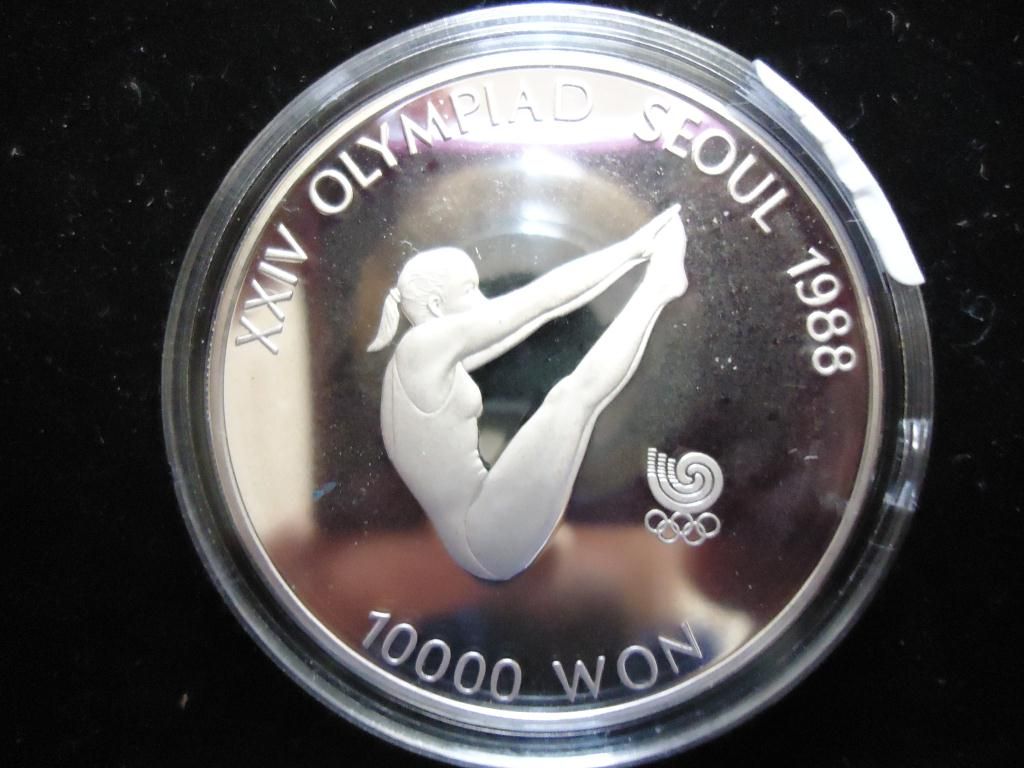 XXIV OLYMPIAD SEOUL 1988
10000 WON